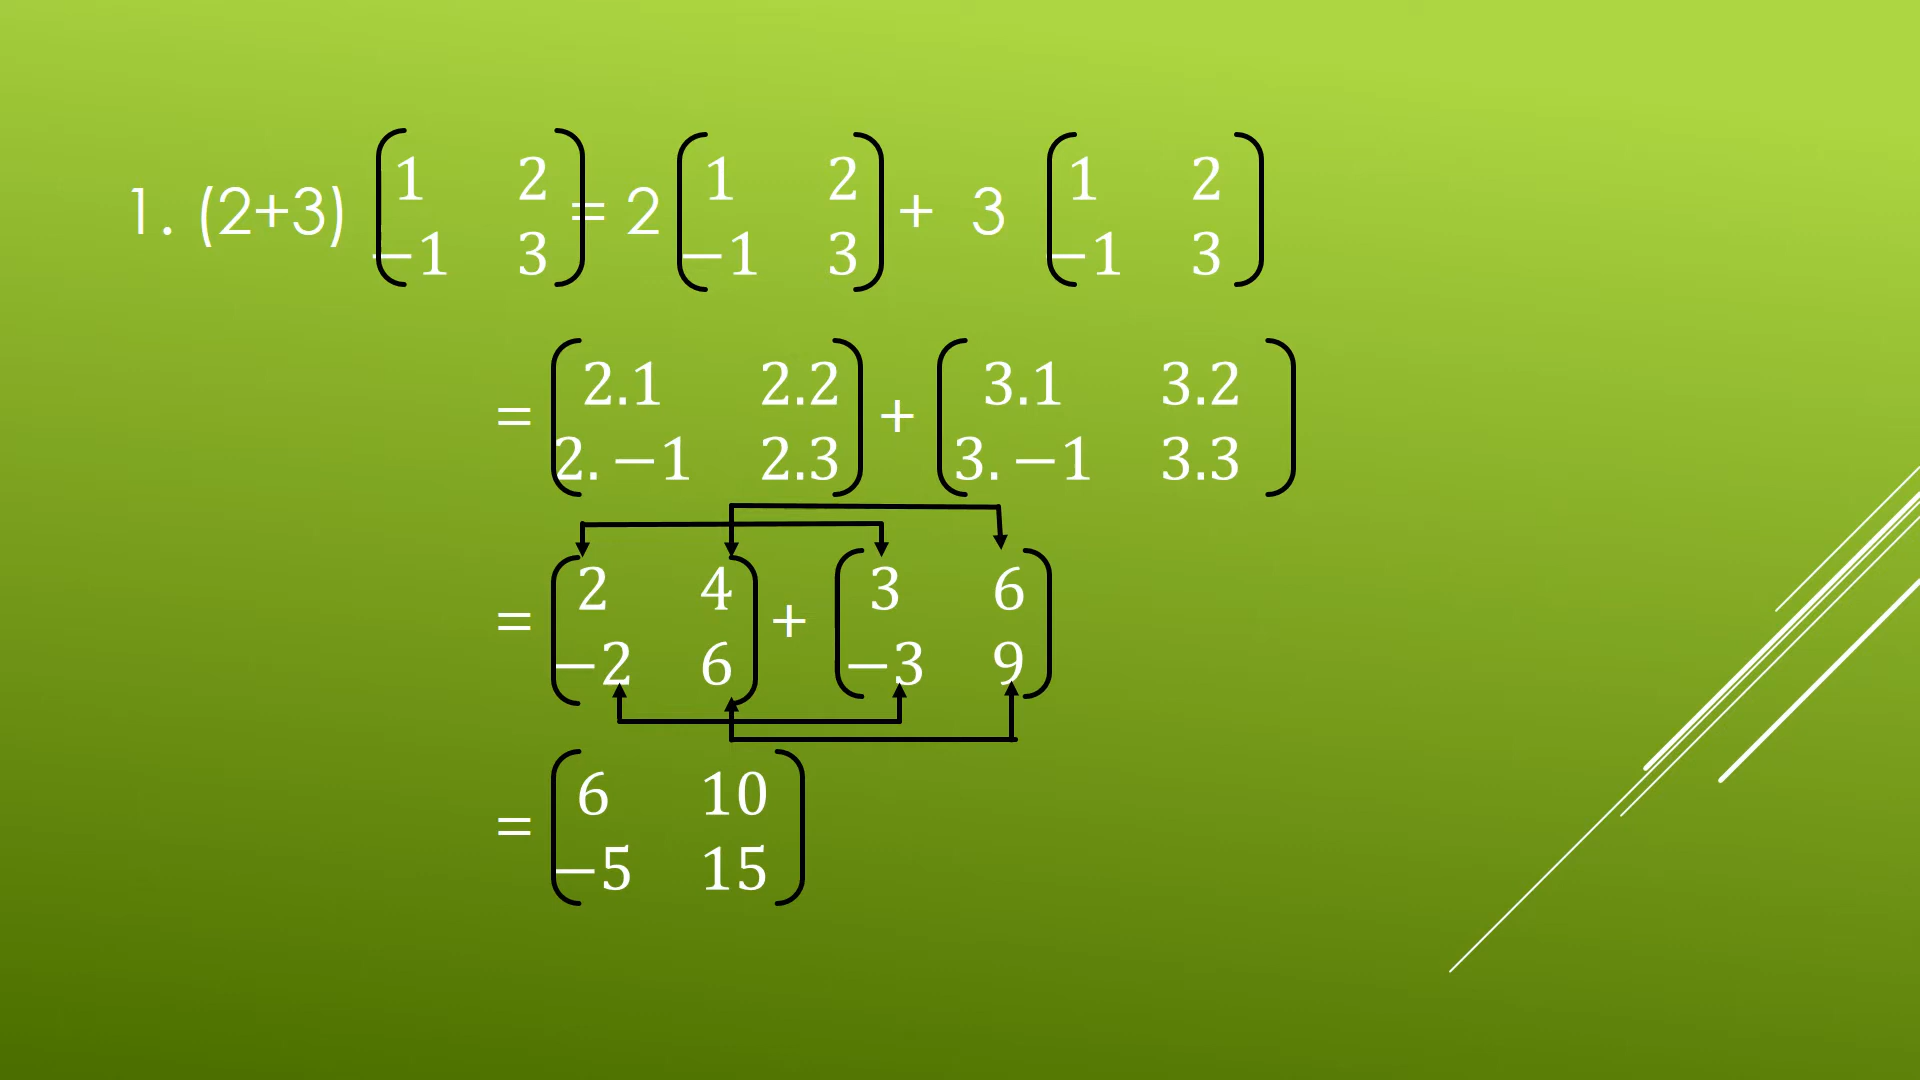 1. (2+3) (1 2 −1 3) = 2 (1 2 −1 3) + 3 (1 2 −1 3)
= (2.1 2.2 2. −1 2.3) + (3.1 3.2 3. −1 3.3)
= (2 4 −2 6) + (3 6 −3 9)
= (6 10 −5 15)